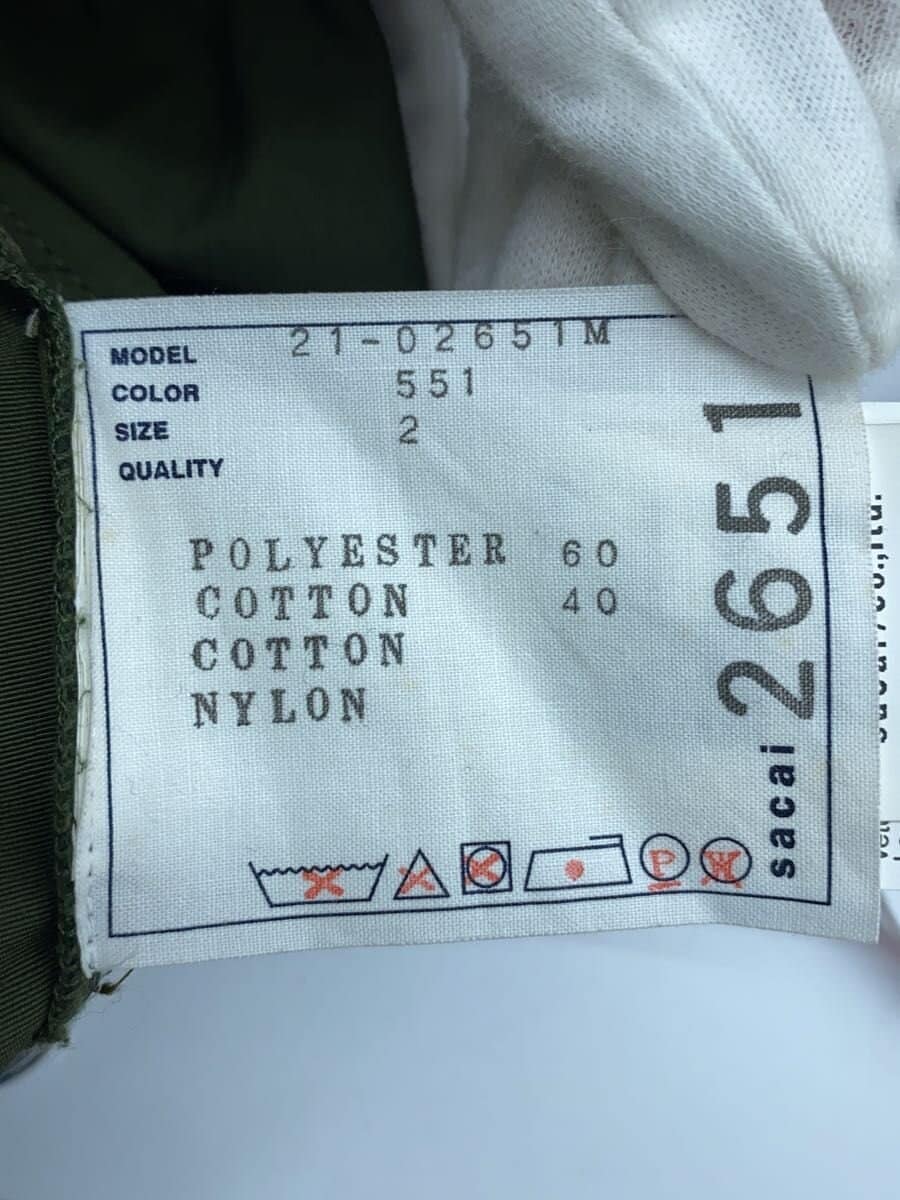 MODEL 21-02651M
COLOR 551
SIZE 2
QUALITY
POLYESTER 60
COTTON 40
COTTON
NYLON
P
W
sacai 2651